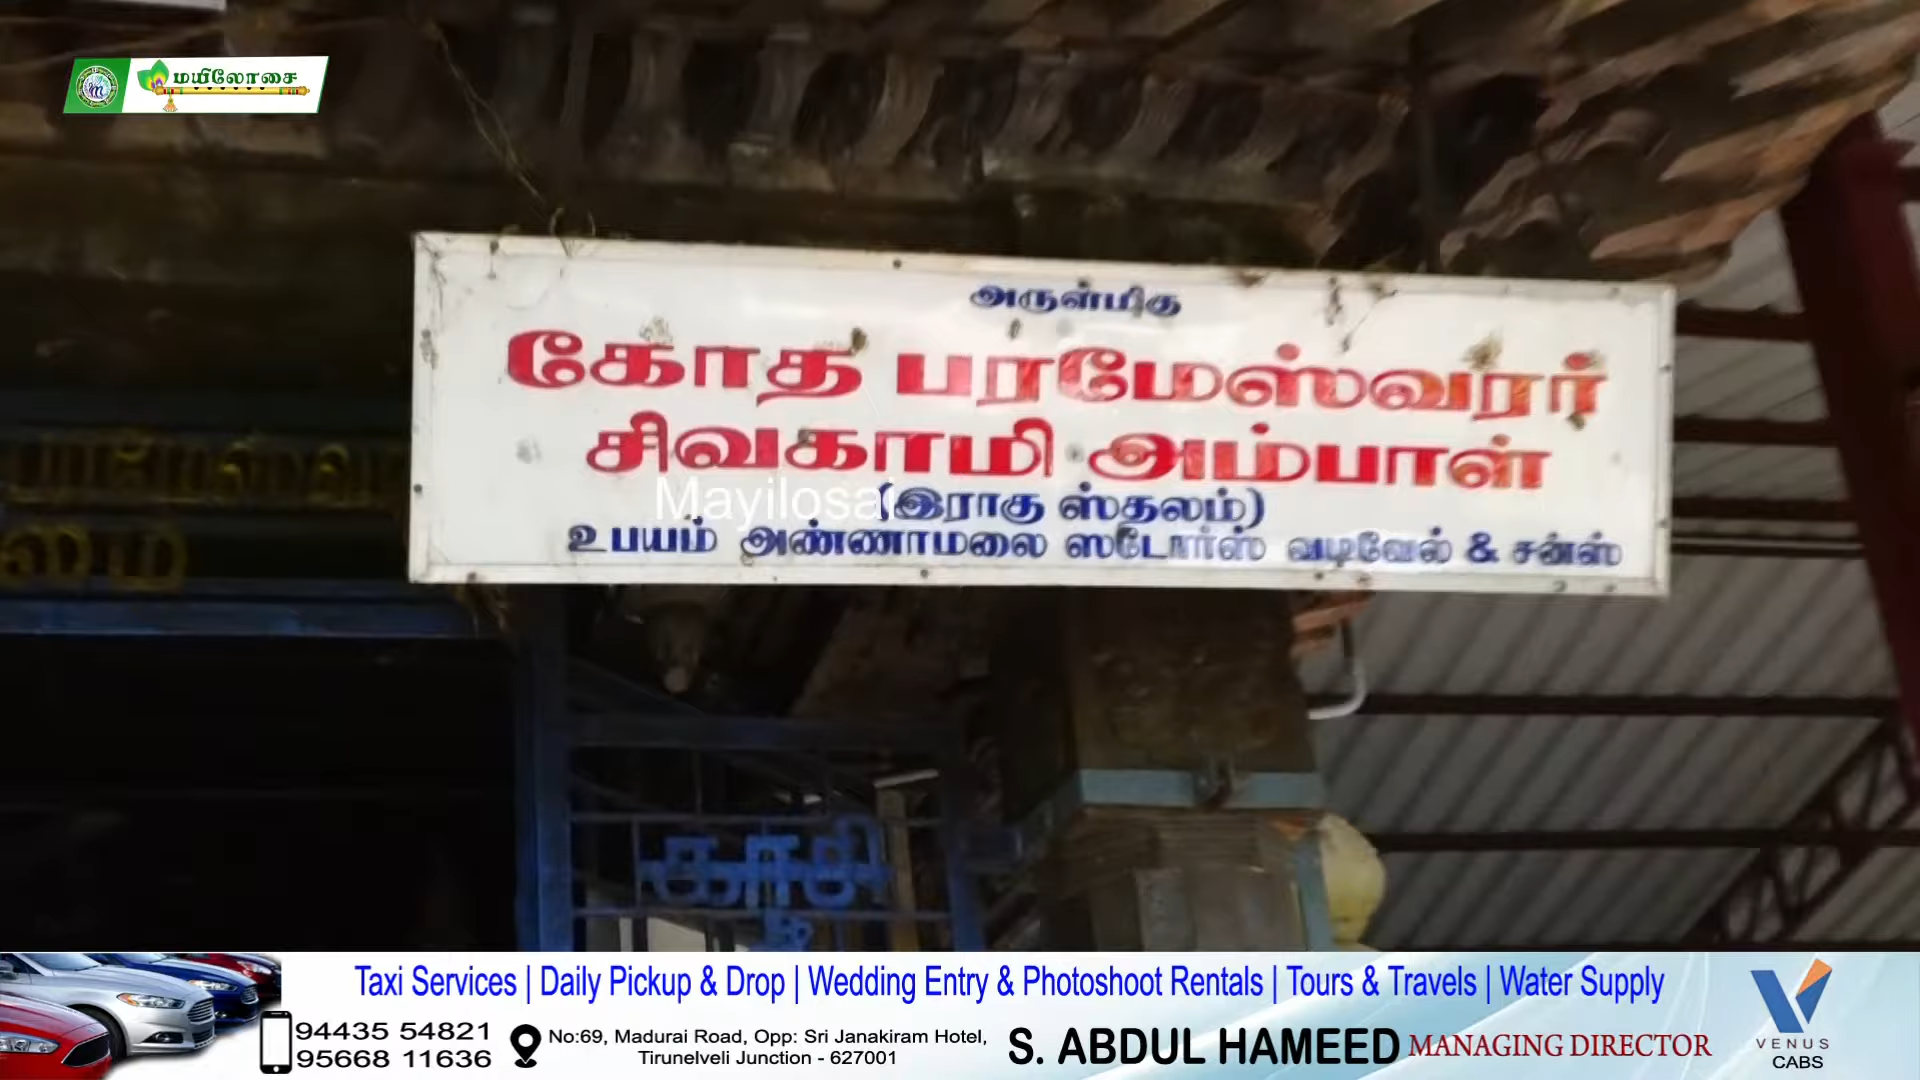 மயிலோசை
அருள்மிகு
கோத பரமேஸ்வரர்
சிவகாமி அம்பாள்
Mayilosai
(இராகு ஸ்தலம்)
உபயம் அண்ணாமலை ஸடோர்ஸ் வடிவேல் & சன்ஸ்
Taxi Services | Daily Pickup & Drop | Wedding Entry & Photoshoot Rentals | Tours & Travels | Water Supply
94435 54821
95668 11636
No:69, Madurai Road, Opp: Sri Janakiram Hotel,
Tirunelveli Junction - 627001
S. ABDUL HAMEED MANAGING DIRECTOR
VENUS
CABS